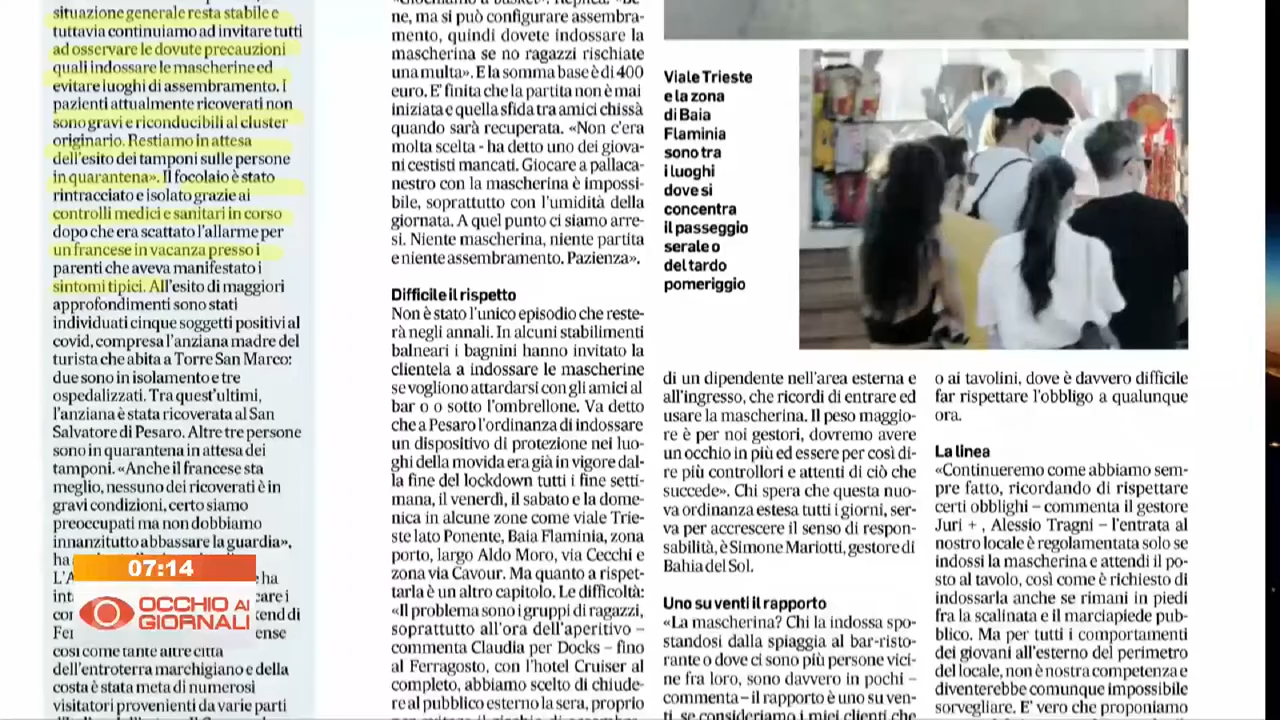 situazione generale resta stabile e
tuttavia continuiamo ad invitare tutti
ad osservare le dovute precauzioni
quali indossare le mascherine ed
evitare luoghi di assembramento. I
pazienti attualmente ricoverati non
sono gravi e riconducibili al cluster
originario. Restiamo in attesa
dell'esito dei tamponi sulle persone
in quarantena». Il focolaio è stato
rintracciato e isolato grazie ai
controlli medici e sanitari in corso
dopo che era scattato l'allarme per
un francese in vacanza presso i
parenti che aveva manifestato i
sintomi tipici. All'esito di maggiori
approfondimenti sono stati
individuati cinque soggetti positivi al
covid, compresa l'anziana madre del
turista che abita a Torre San Marco:
due sono in isolamento e tre
ospedalizzati. Tra quest'ultimi,
l'anziana è stata ricoverata al San
Salvatore di Pesaro. Altre tre persone
sono in quarantena in attesa dei
tamponi. «Anche il francese sta
meglio, nessuno dei ricoverati è in
gravi condizioni, certo siamo
preoccupati ma non dobbiamo
innanzitutto abbassare la guardia»,
ha
L'A ha
int care i
con kend di
Fer ense
così come tante altre città
dell'entroterra marchigiano e della
costa è stata meta di numerosi
visitatori provenienti da varie parti
07:14
OCCHIO AI
GIORNALI
ne, ma si può configurare assembra-
mento, quindi dovete indossare la
mascherina se no ragazzi rischiate
una multa». E la somma base è di 400
euro. E' finita che la partita non è mai
iniziata e quella sfida tra amici chissà
quando sarà recuperata. «Non c'era
molta scelta - ha detto uno dei giova-
ni cestisti mancati. Giocare a pallaca-
nestro con la mascherina è impossi-
bile, soprattutto con l'umidità della
giornata. A quel punto ci siamo arre-
si. Niente mascherina, niente partita
e niente assembramento. Pazienza».
Difficile il rispetto
Non è stato l'unico episodio che reste-
rà negli annali. In alcuni stabilimenti
balneari i bagnini hanno invitato la
clientela a indossare le mascherine
se vogliono attardarsi con gli amici al
bar o o sotto l'ombrellone. Va detto
che a Pesaro l'ordinanza di indossare
un dispositivo di protezione nei luo-
ghi della movida era già in vigore dal-
la fine del lockdown tutti i fine setti-
mana, il venerdì, il sabato e la dome-
nica in alcune zone come viale Trie-
ste lato Ponente, Baia Flaminia, zona
porto, largo Aldo Moro, via Cecchi e
zona via Cavour. Ma quanto a rispet-
tarla è un altro capitolo. Le difficoltà:
«Il problema sono i gruppi di ragazzi,
soprattutto all'ora dell'aperitivo –
commenta Claudia per Docks – fino
al Ferragosto, con l'hotel Cruiser al
completo, abbiamo scelto di chiude-
re al pubblico esterno la sera, proprio
Viale Trieste
e la zona
di Baia
Flaminia
sono tra
i luoghi
dove si
concentra
il passeggio
serale o
del tardo
pomeriggio
di un dipendente nell'area esterna e
all'ingresso, che ricordi di entrare ed
usare la mascherina. Il peso maggio-
re è per noi gestori, dovremo avere
un occhio in più ed essere per così di-
re più controllori e attenti di ciò che
succede». Chi spera che questa nuo-
va ordinanza estesa tutti i giorni, ser-
va per accrescere il senso di respon-
sabilità, è Simone Mariotti, gestore di
Bahia del Sol.
Uno su venti il rapporto
«La mascherina? Chi la indossa spo-
standosi dalla spiaggia al bar-risto-
rante o dove ci sono più persone vici-
ne fra loro, sono davvero in pochi –
commenta – il rapporto è uno su ven-
ti, se consideriamo i miei clienti che
o ai tavolini, dove è davvero difficile
far rispettare l'obbligo a qualunque
ora.
La linea
«Continueremo come abbiamo sem-
pre fatto, ricordando di rispettare
certi obblighi – commenta il gestore
Juri + , Alessio Tragni – l'entrata al
nostro locale è regolamentata solo se
indossi la mascherina e attendi il po-
sto al tavolo, così come è richiesto di
indossarla anche se rimani in piedi
fra la scalinata e il marciapiede pub-
blico. Ma per tutti i comportamenti
dei giovani all'esterno del perimetro
del locale, non è nostra competenza e
diventerebbe comunque impossibile
sorvegliare. E' vero che proponiamo